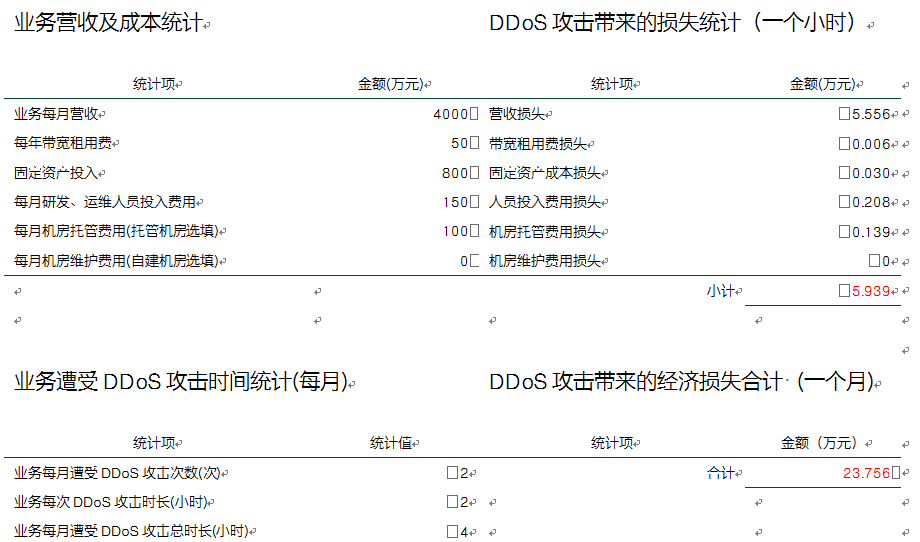 业务营收及成本统计
DDoS 攻击带来的损失统计（一个小时）
统计项 金额(万元) 统计项 金额(万元)
业务每月营收 4000 营收损失 5.556
每年带宽租用费 50 带宽租用费损失 0.006
固定资产投入 800 固定资产成本损失 0.030
每月研发、运维人员投入费用 150 人员投入费用损失 0.208
每月机房托管费用(托管机房选填) 100 机房托管费用损失 0.139
每月机房维护费用(自建机房选填) 0 机房维护费用损失 0
小计 5.939
业务遭受 DDoS 攻击时间统计(每月)
DDoS 攻击带来的经济损失合计 (一个月)
统计项 统计值 统计项 金额（万元）
业务每月遭受 DDoS 攻击次数(次) 2 合计 23.756
业务每次 DDoS 攻击时长(小时) 2
业务每月遭受 DDoS 攻击总时长(小时) 4